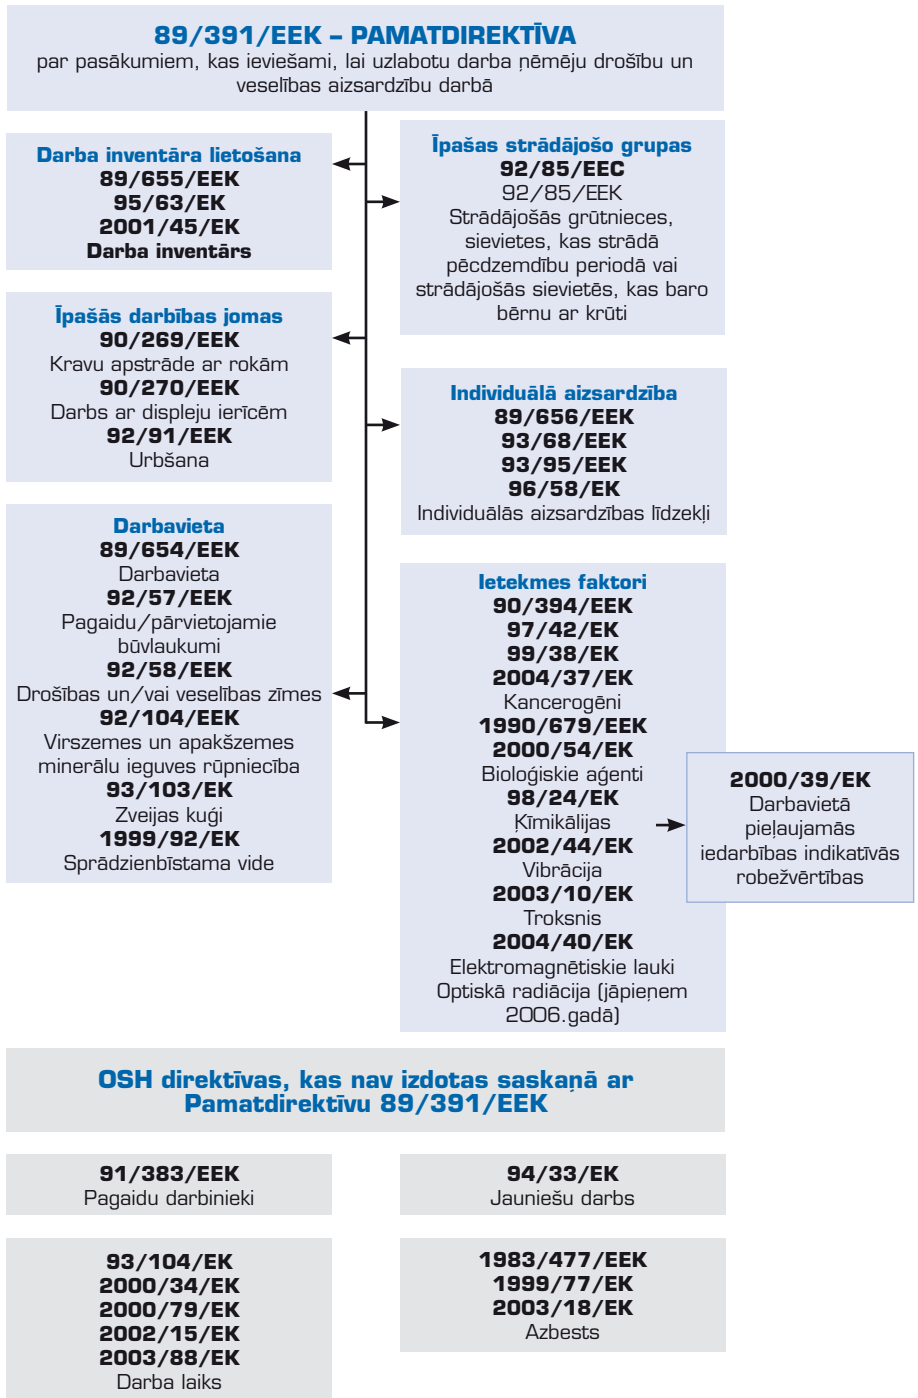 89/391/EEK – PAMATDIREKTĪVA
par pasākumiem, kas ieviešami, lai uzlabotu darba ņēmēju drošību un
veselības aizsardzību darbā
Darba inventāra lietošana
89/655/EEK
95/63/EK
2001/45/EK
Darba inventārs
Īpašās darbības jomas
90/269/EEK
Kravu apstrāde ar rokām
90/270/EEK
Darbs ar displeju ierīcēm
92/91/EEK
Urbšana
Darbavieta
89/654/EEK
Darbavieta
92/57/EEK
Pagaidu/pārvietojamie
būvlaukumi
92/58/EEK
Drošības un/vai veselības zīmes
92/104/EEK
Virszemes un apakšzemes
minerālu ieguves rūpniecība
93/103/EK
Zvejas kuģi
1999/92/EK
Sprādzienbīstama vide
Īpašas strādājošo grupas
92/85/EEC
92/85/EEK
Strādājošās grūtnieces,
sievietes, kas strādā
pēcdzemdību periodā vai
strādājošās sievietēs, kas baro
bērnu ar krūti
Individuālā aizsardzība
89/656/EEK
93/68/EEK
93/95/EEK
96/58/EK
Individuālās aizsardzības līdzekļi
Ietekmes faktori
90/394/EEK
97/42/EK
99/38/EK
2004/37/EK
Kancerogēni
1990/679/EEK
2000/54/EK
Bioloģiskie aģenti
98/24/EK
Ķīmikālijas
2002/44/EK
Vibrācija
2003/10/EK
Troksnis
2004/40/EK
Elektromagnētiskie lauki
Optiskā radiācija (jāpieņem
2006.gadā)
2000/39/EK
Darbavietā
pieļaujamās
iedarbības indikatīvās
robežvērtības
OSH direktīvas, kas nav izdotas saskaņā ar
Pamatdirektīvu 89/391/EEK
91/383/EEK
Pagaidu darbinieki
94/33/EK
Jauniešu darbs
93/104/EK
2000/34/EK
2000/79/EK
2002/15/EK
2003/88/EK
Darba laiks
1983/477/EEK
1999/77/EK
2003/18/EK
Azbests